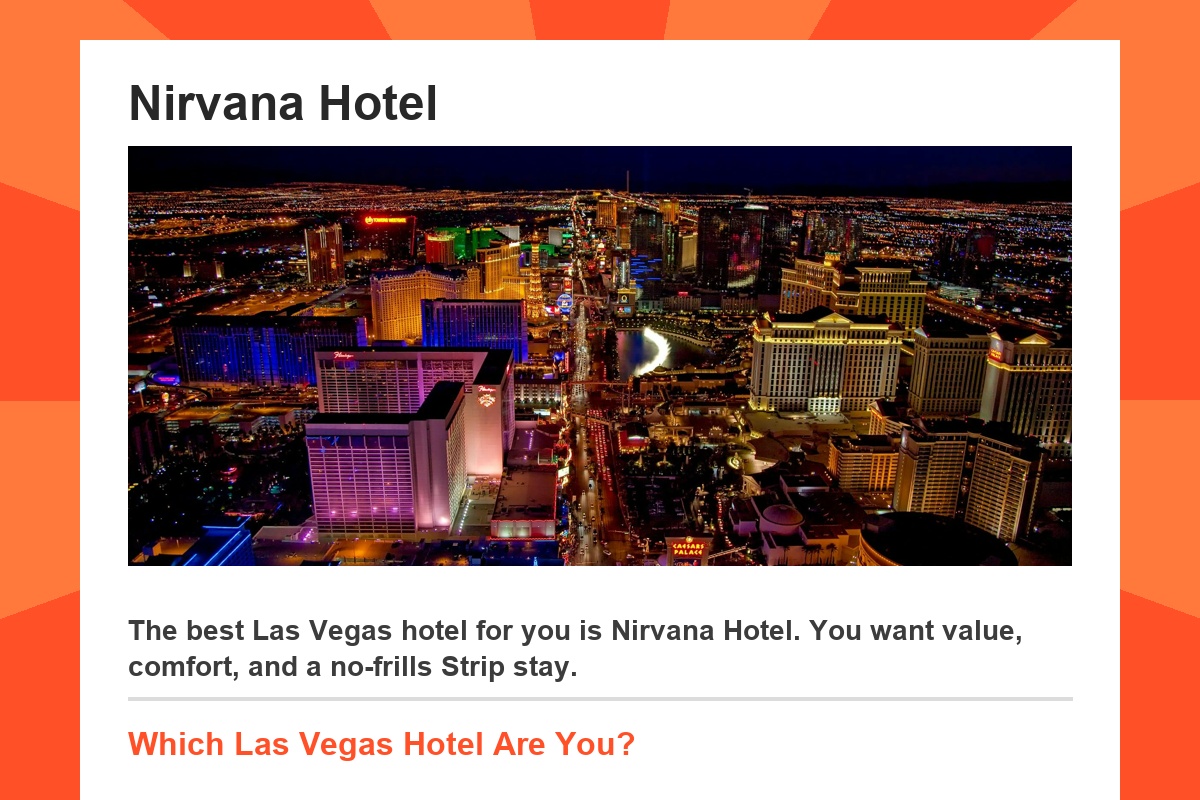 Nirvana Hotel
Flamingo
Flamingo
CAESARS
PALACE
The best Las Vegas hotel for you is Nirvana Hotel. You want value,
comfort, and a no-frills Strip stay.
Which Las Vegas Hotel Are You?